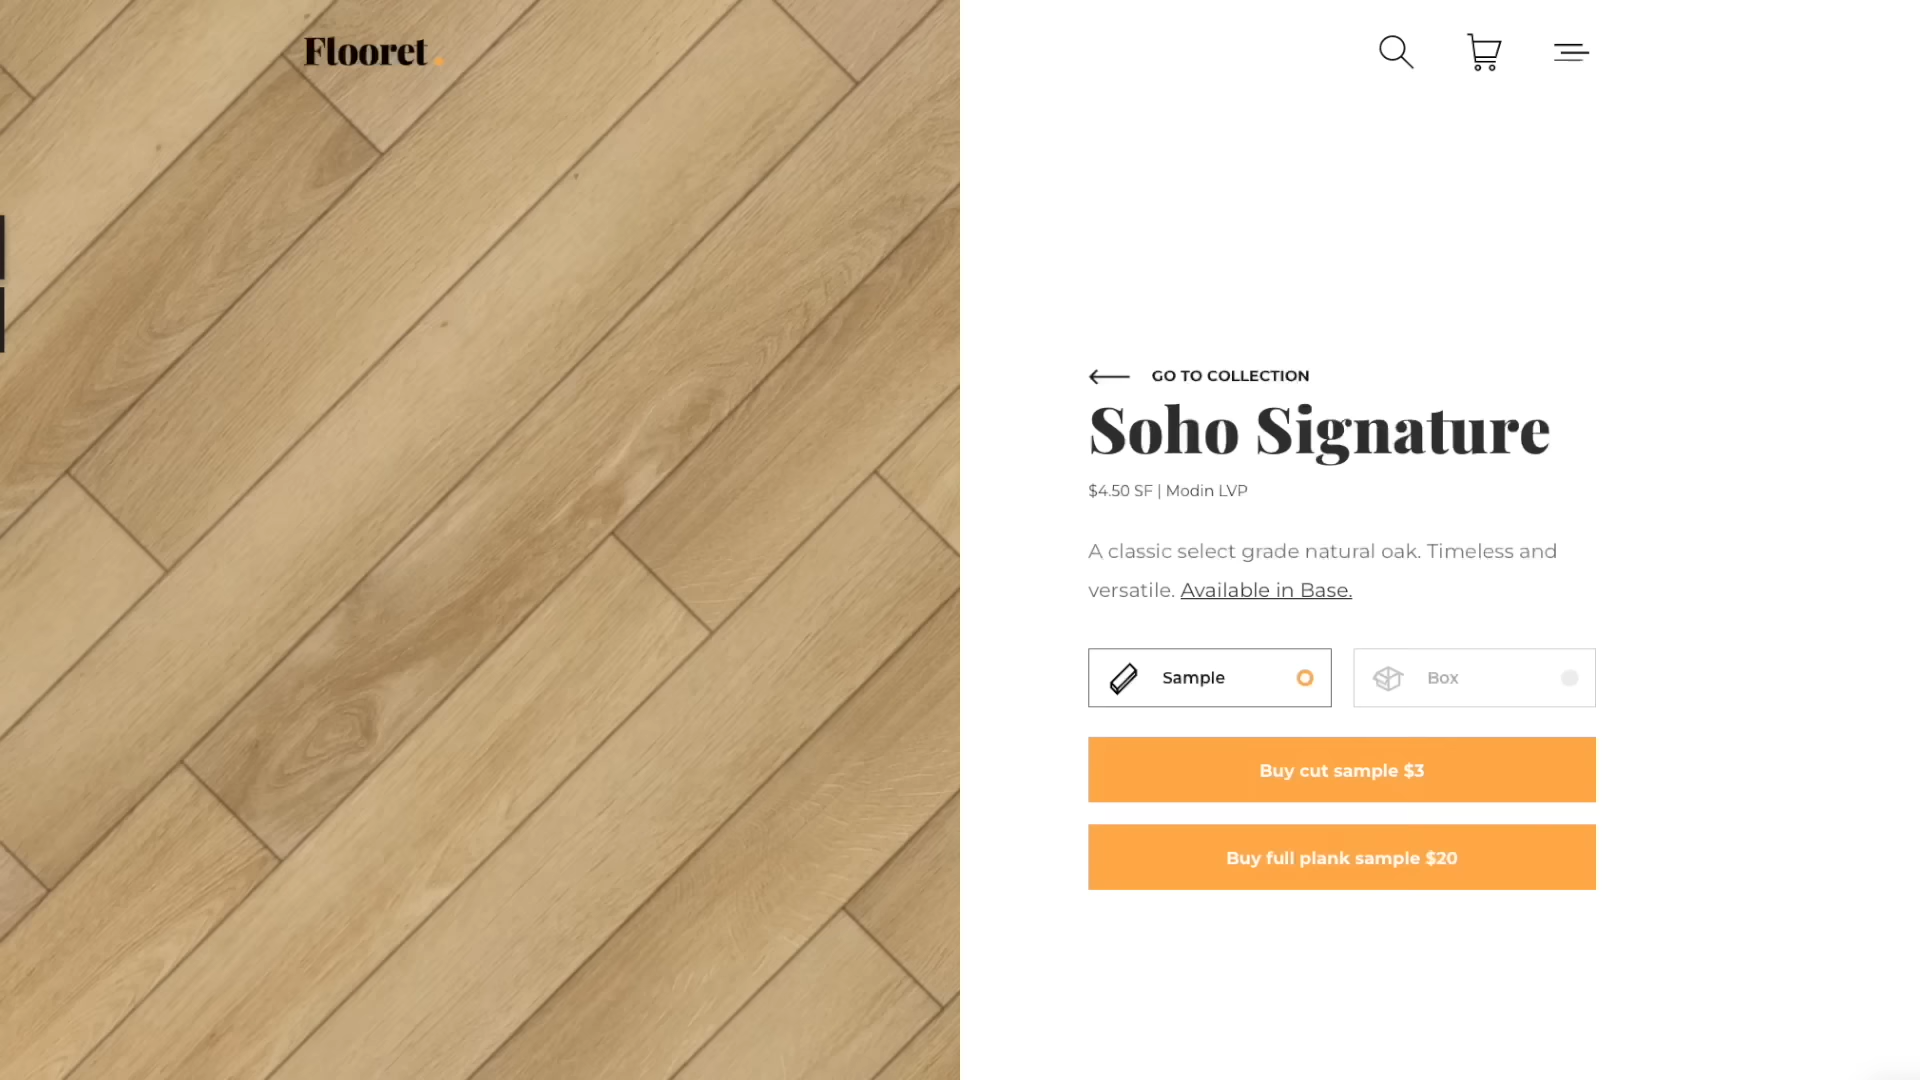 Flooret
GO TO COLLECTION
Soho Signature
$4.50 SF | Modin LVP
A classic select grade natural oak. Timeless and
versatile. Available in Base.
Sample
Box
Buy cut sample $3
Buy full plank sample $20